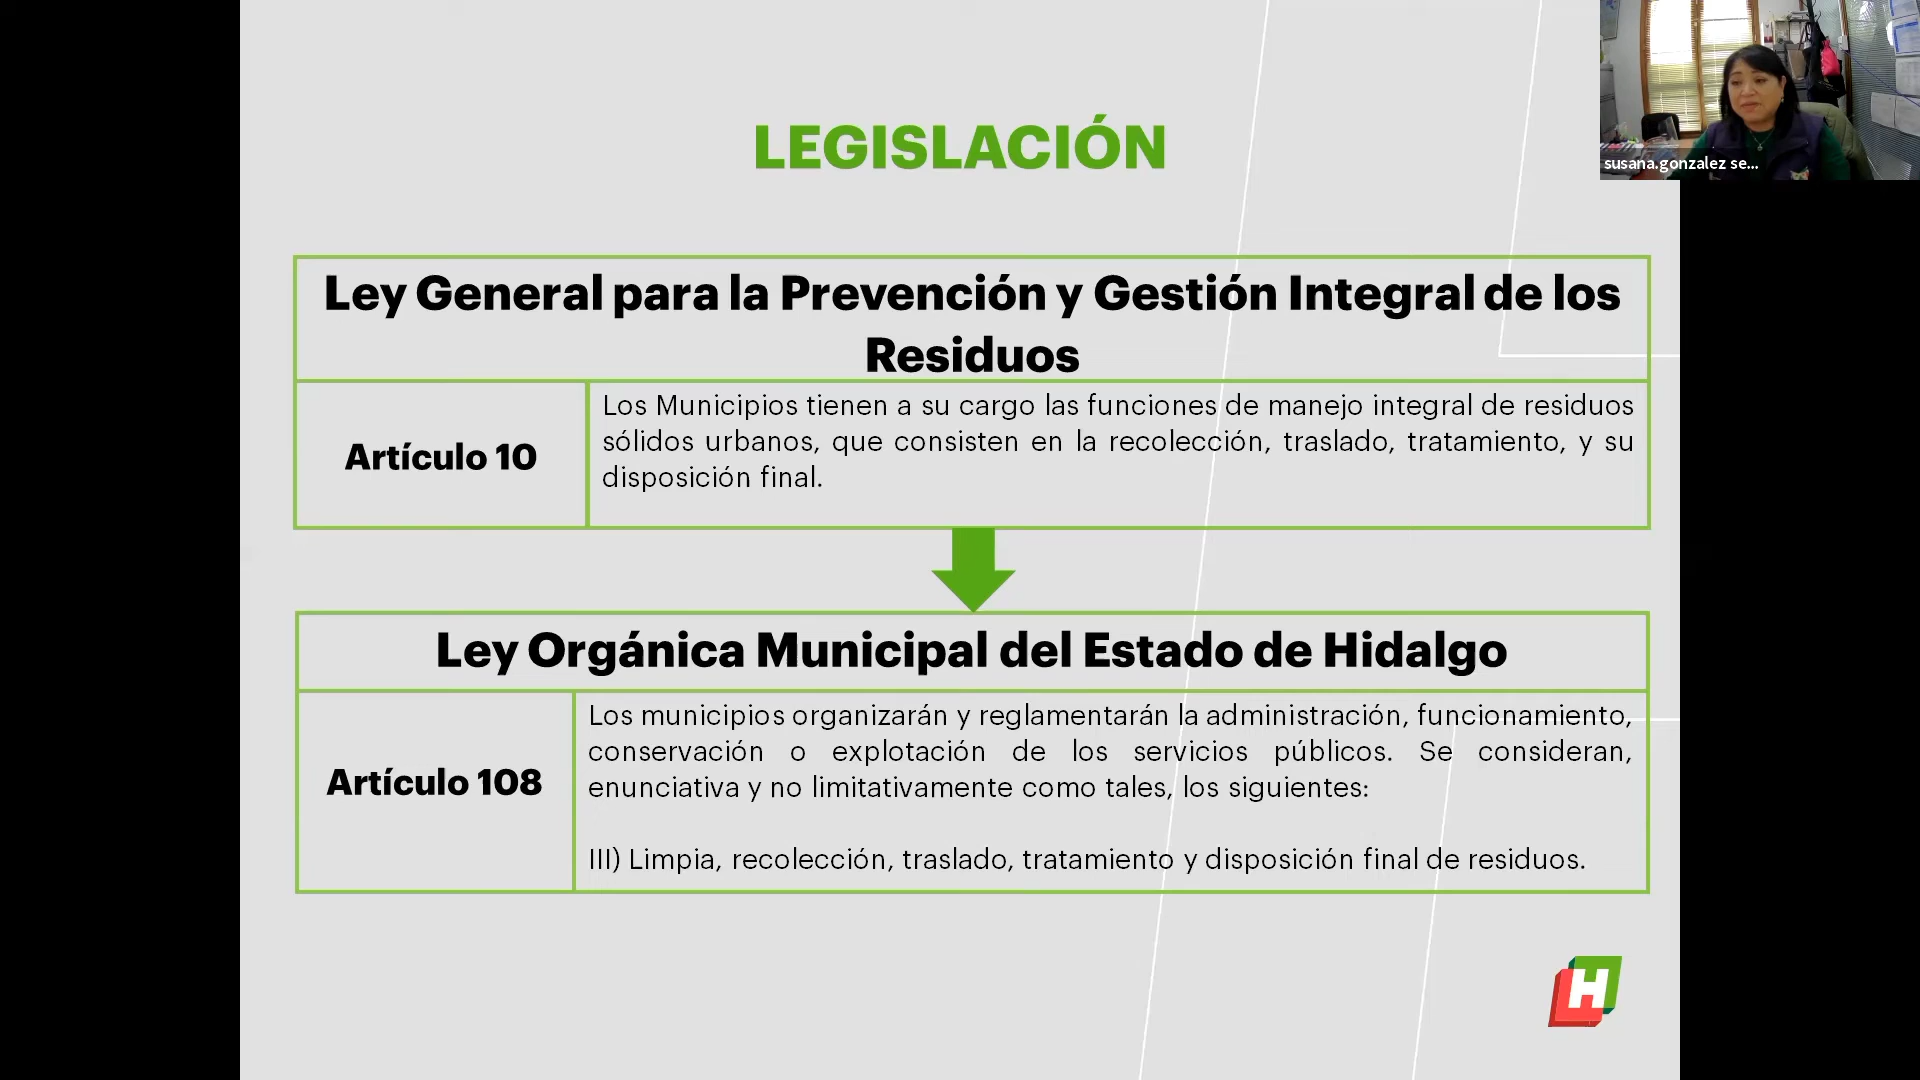 LEGISLACIÓN
susana.gonzalez se...
Ley General para la Prevención y Gestión Integral de los
Residuos
Artículo 10
Los Municipios tienen a su cargo las funciones de manejo integral de residuos
sólidos urbanos, que consisten en la recolección, traslado, tratamiento, y su
disposición final.
Ley Orgánica Municipal del Estado de Hidalgo
Artículo 108
Los municipios organizarán y reglamentarán la administración, funcionamiento,
conservación o explotación de los servicios públicos. Se consideran,
enunciativa y no limitativamente como tales, los siguientes:
III) Limpia, recolección, traslado, tratamiento y disposición final de residuos.
H